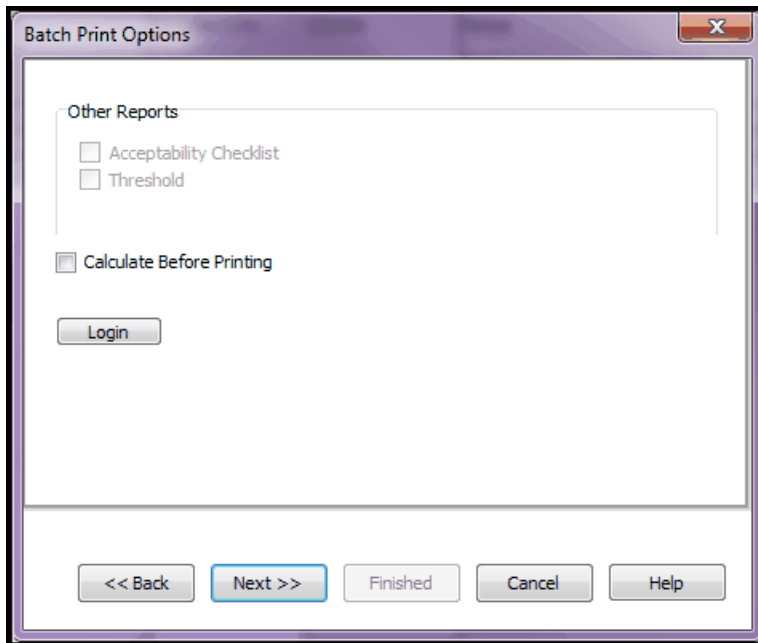 Batch Print Options
Other Reports
Acceptability Checklist
Threshold
Calculate Before Printing
Login
<< Back Next >> Finished Cancel Help